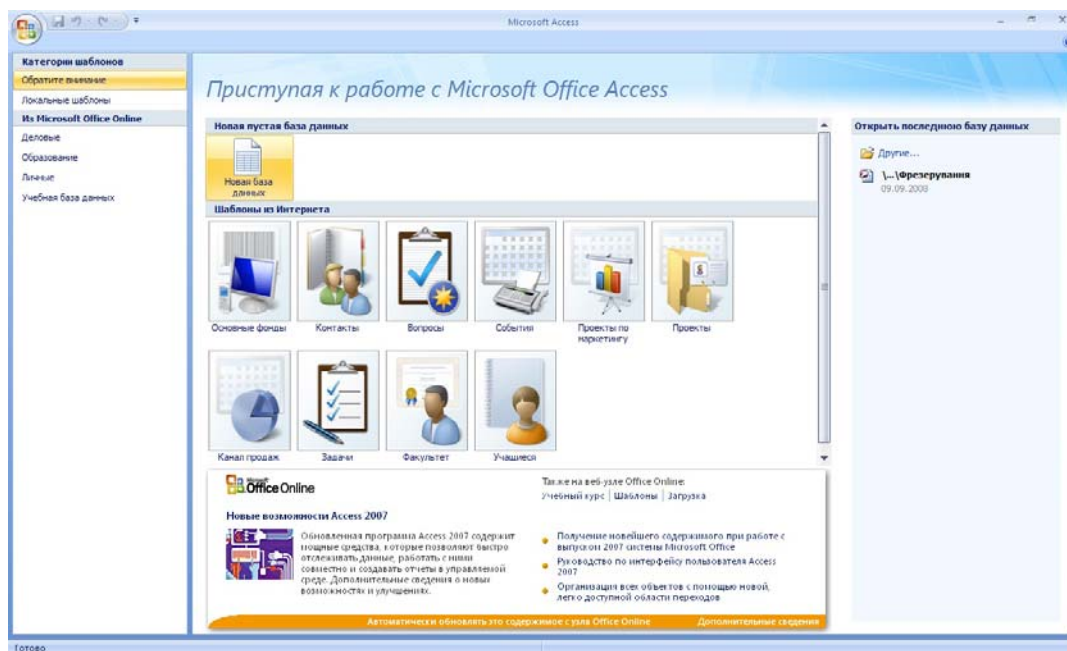 Microsoft Access
Категории шаблонов
Обратите внимание
Локальные шаблоны
Из Microsoft Office Online
Деловые
Образование
Личные
Учебная база данных
Приступая к работе с Microsoft Office Access
Новая пустая база данных
Новая база
данных
Шаблоны из Интернета
Основные фонды
Контакты
Вопросы
События
Проекты по
маркетингу
Проекты
Канал продаж
Задачи
Факультет
Учащиеся
Microsoft
Office Online
Также на веб-узле Office Online:
Учебный курс | Шаблоны | Загрузка
Новые возможности Access 2007
Обновленная программа Access 2007 содержит
мощные средства, которые позволяют быстро
отслеживать данные, работать с ними
совместно и создавать отчеты в управляемой
среде. Дополнительные сведения о новых
возможностях и улучшениях.
Получение новейшего содержимого при работе с
выпуском 2007 системы Microsoft Office
Руководство по интерфейсу пользователя Access
2007
Организация всех объектов с помощью новой,
легко доступной области переходов
Автоматически обновлять это содержимое с узла Office Online
Дополнительные сведения
Открыть последнюю базу данных
Другие...
\...\Фрезерування
09.09.2008
Готово